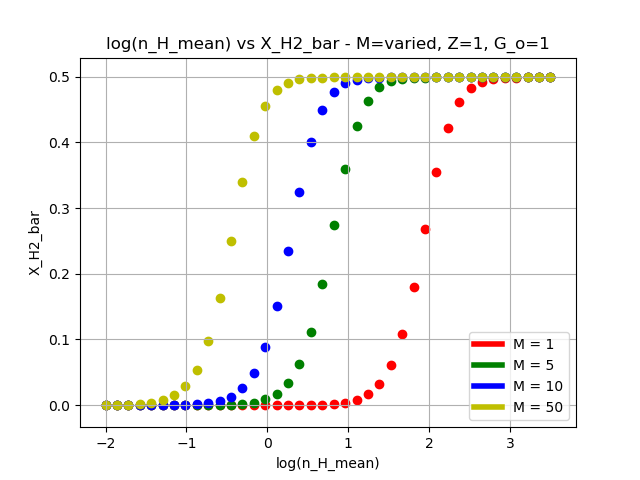 log(n_H_mean) vs X_H2_bar - M=varied, Z=1, G_o=1
X_H2_bar
0.5
0.4
0.3
0.2
0.1
0.0
−2
−1
0
1
2
3
log(n_H_mean)
M = 1
M = 5
M = 10
M = 50